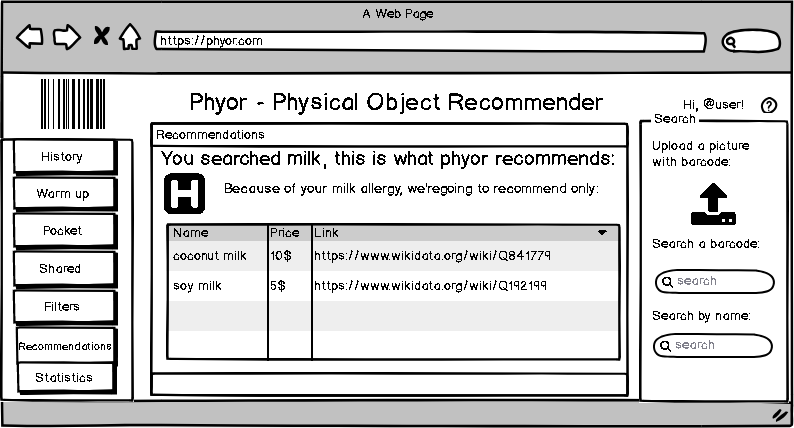 A Web Page
https://phyor.com
Phyor - Physical Object Recommender
Hi, @user!
?
History
Warm up
Pocket
Shared
Filters
Recommendations
Statistics
Recommendations
You searched milk, this is what phyor recommends:
H
Because of your milk allergy, we'regoing to recommend only:
Name Price Link
coconut milk 10$ https://www.wikidata.org/wiki/Q841779
soy milk 5$ https://www.wikidata.org/wiki/Q192199
Search
Upload a picture
with barcode:
Search a barcode:
search
Search by name:
search